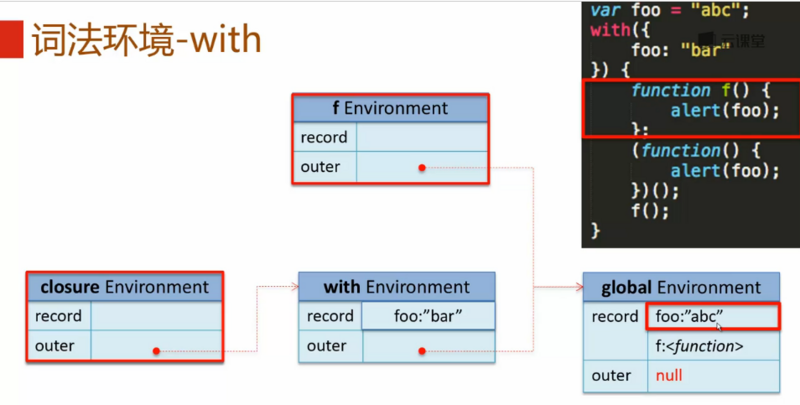 词法环境-with
var foo = "abc";
with({
foo: "bar"
云课堂
}) {
function f() {
alert(foo);
};
(function() {
alert(foo);
})();
f();
}
f Environment
record
outer
closure Environment
record
outer
with Environment
record foo:”bar”
outer
global Environment
record foo:”abc”
f:<function>
outer null